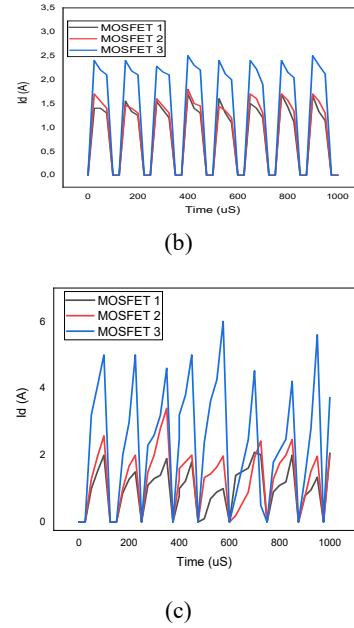 3,5
3,0
2,5
2,0
1,5
1,0
0,5
0,0
Id (A)
MOSFET 1
MOSFET 2
MOSFET 3
0 200 400 600 800 1000
Time (uS)
(b)
6
4
2
0
Id (A)
MOSFET 1
MOSFET 2
MOSFET 3
0 200 400 600 800 1000
Time (uS)
(c)